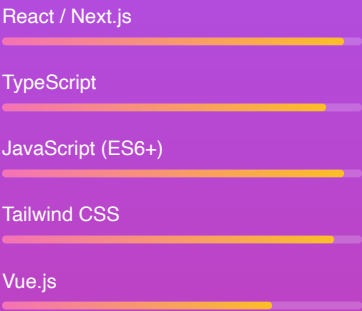 React / Next.js
TypeScript
JavaScript (ES6+)
Tailwind CSS
Vue.js